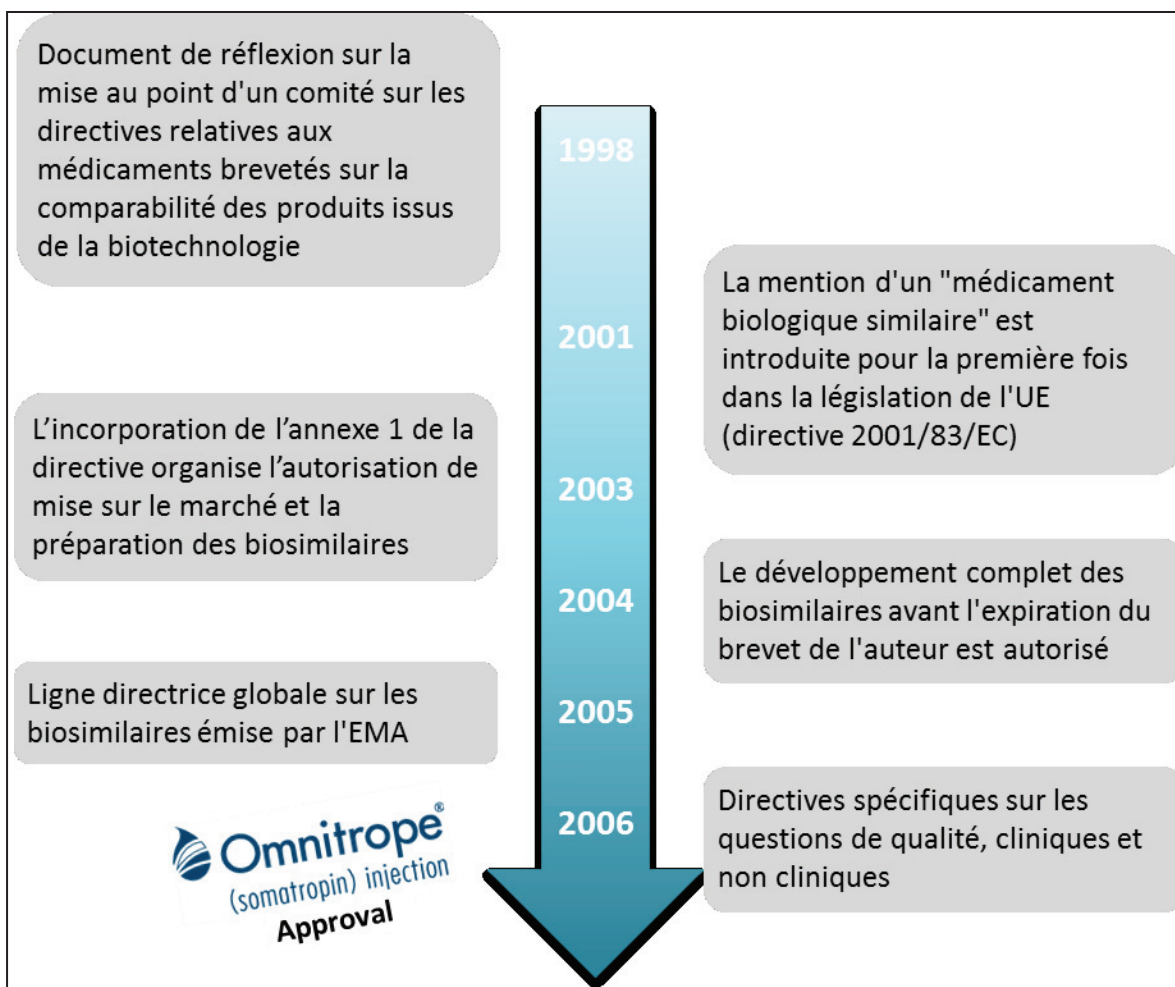 Document de réflexion sur la
mise au point d'un comité sur les
directives relatives aux
médicaments brevetés sur la
comparabilité des produits issus
de la biotechnologie
1998
La mention d'un "médicament
biologique similaire" est
introduite pour la première fois
dans la législation de l'UE
(directive 2001/83/EC)
2001
L’incorporation de l’annexe 1 de la
directive organise l’autorisation de
mise sur le marché et la
préparation des biosimilaires
2003
Le développement complet des
biosimilaires avant l'expiration du
brevet de l'auteur est autorisé
2004
Ligne directrice globale sur les
biosimilaires émise par l'EMA
2005
Directives spécifiques sur les
questions de qualité, cliniques et
non cliniques
2006
Omnitrope®
(somatropin) injection
Approval